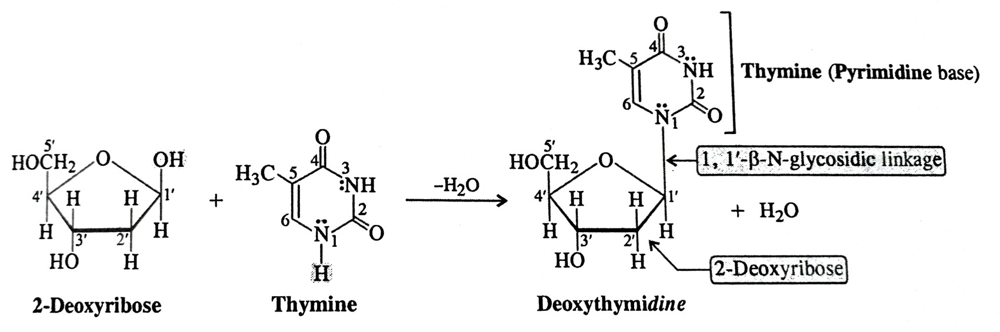 O
4
3
H₃C
5
N̈H
Thymine (Pyrimidine base)
2
6
N̈
1
O
5′
HOCH₂
O
OH
4′
H
H
1′
H
3′
2′
H
HO
H
2-Deoxyribose
+
O
4
3
H₃C
5
:NH
2
6
N̈
1
O
H
Thymine
–H₂O
5′
HOCH₂
O
1, 1′-β-N-glycosidic linkage
4′
H
H
1′
H
3′
2′
H
HO
H
2-Deoxyribose
Deoxythymidine
+ H₂O